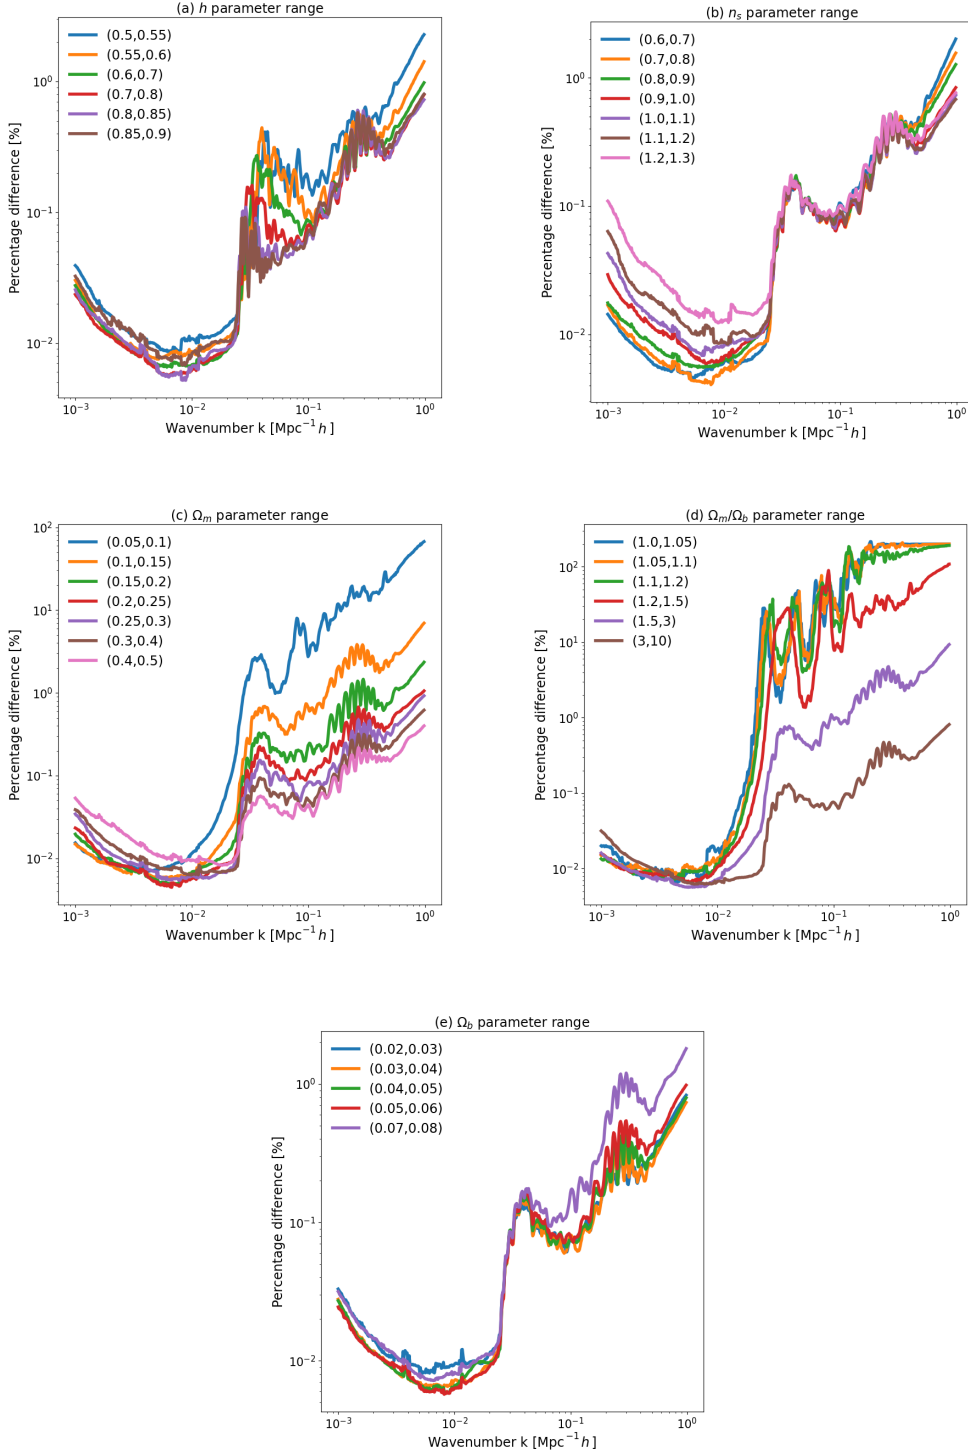 (a) h parameter range
Percentage difference [%]
10⁰
10⁻¹
10⁻²
(0.5,0.55)
(0.55,0.6)
(0.6,0.7)
(0.7,0.8)
(0.8,0.85)
(0.85,0.9)
10⁻³ 10⁻² 10⁻¹ 10⁰
Wavenumber k [Mpc⁻¹ h]
(b) nₛ parameter range
Percentage difference [%]
10⁰
10⁻¹
10⁻²
(0.6,0.7)
(0.7,0.8)
(0.8,0.9)
(0.9,1.0)
(1.0,1.1)
(1.1,1.2)
(1.2,1.3)
10⁻³ 10⁻² 10⁻¹ 10⁰
Wavenumber k [Mpc⁻¹ h]
(c) Ωₘ parameter range
Percentage difference [%]
10²
10¹
10⁰
10⁻¹
10⁻²
(0.05,0.1)
(0.1,0.15)
(0.15,0.2)
(0.2,0.25)
(0.25,0.3)
(0.3,0.4)
(0.4,0.5)
10⁻³ 10⁻² 10⁻¹ 10⁰
Wavenumber k [Mpc⁻¹ h]
(d) Ωₘ/Ω_b parameter range
Percentage difference [%]
10²
10¹
10⁰
10⁻¹
10⁻²
(1.0,1.05)
(1.05,1.1)
(1.1,1.2)
(1.2,1.5)
(1.5,3)
(3,10)
10⁻³ 10⁻² 10⁻¹ 10⁰
Wavenumber k [Mpc⁻¹ h]
(e) Ω_b parameter range
Percentage difference [%]
10⁰
10⁻¹
10⁻²
(0.02,0.03)
(0.03,0.04)
(0.04,0.05)
(0.05,0.06)
(0.07,0.08)
10⁻³ 10⁻² 10⁻¹ 10⁰
Wavenumber k [Mpc⁻¹ h]